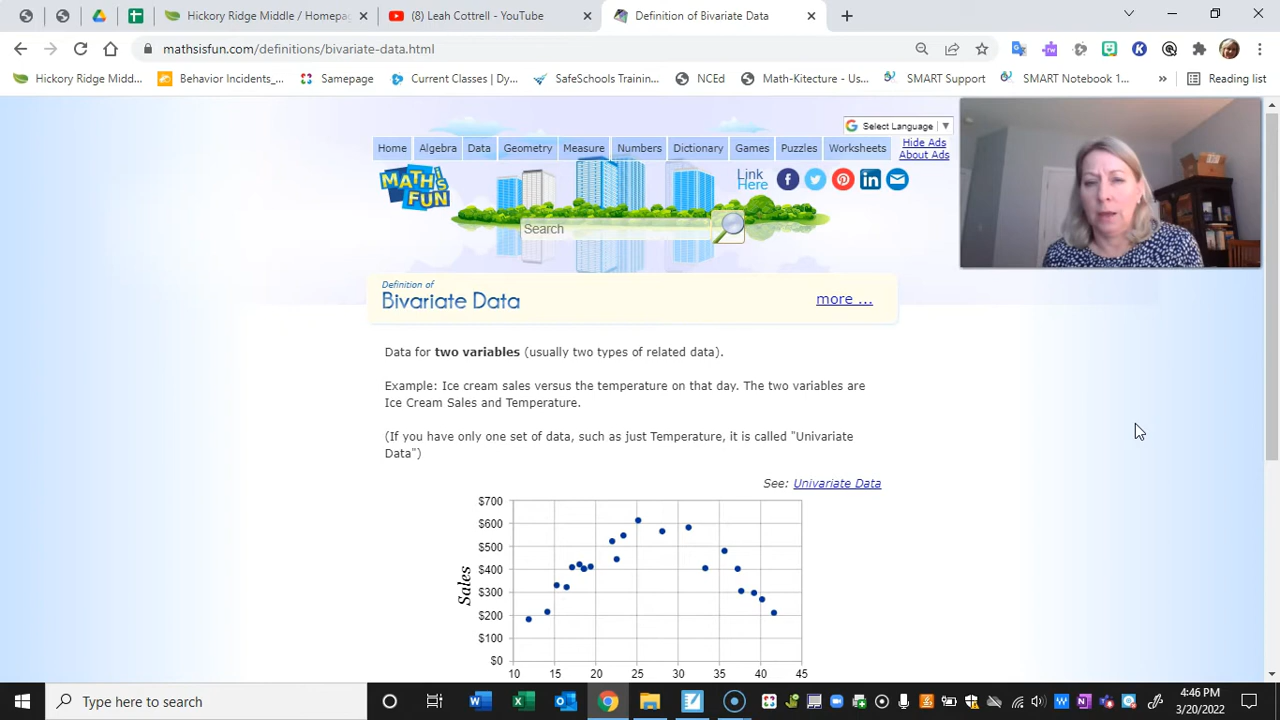 Hickory Ridge Middle / Homepag
(8) Leah Cottrell - YouTube
Definition of Bivariate Data
mathsisfun.com/definitions/bivariate-data.html
Hickory Ridge Midd...
Behavior Incidents_...
Samepage
Current Classes | Dy...
SafeSchools Trainin...
NCEd
Math-Kitecture - Us...
SMART Support
SMART Notebook 1...
»
Reading list
Select Language ▼
Home Algebra Data Geometry Measure Numbers Dictionary Games Puzzles Worksheets
Hide Ads
About Ads
MATH iS FUN
Link
Here
Search
Definition of
Bivariate Data
more ...
Data for two variables (usually two types of related data).
Example: Ice cream sales versus the temperature on that day. The two variables are
Ice Cream Sales and Temperature.
(If you have only one set of data, such as just Temperature, it is called "Univariate
Data")
See: Univariate Data
$700
$600
$500
$400
$300
$200
$100
$0
Sales
10 15 20 25 30 35 40 45
Type here to search
4:46 PM
3/20/2022